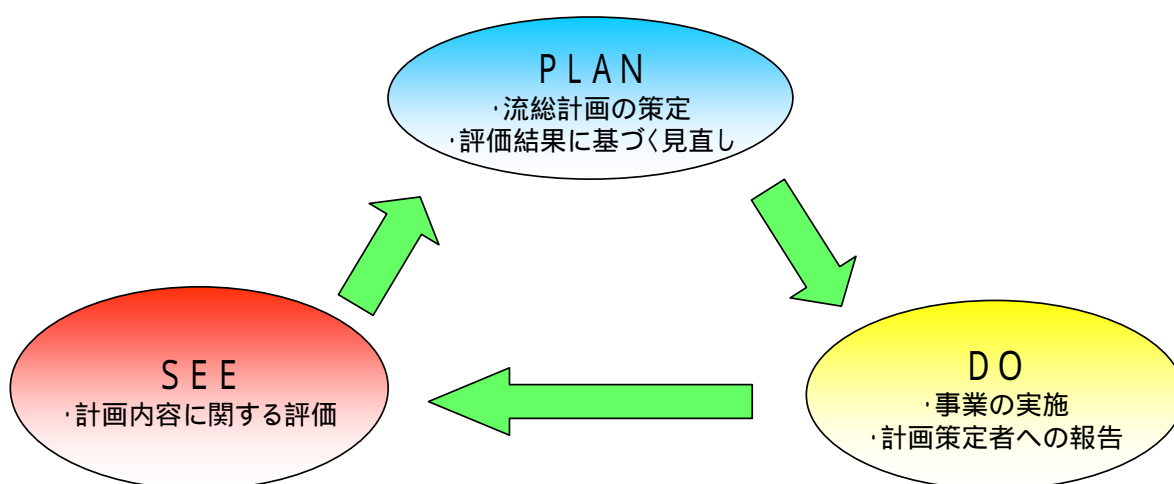 PLAN
・流総計画の策定
・評価結果に基づく見直し
SEE
・計画内容に関する評価
DO
・事業の実施
・計画策定者への報告